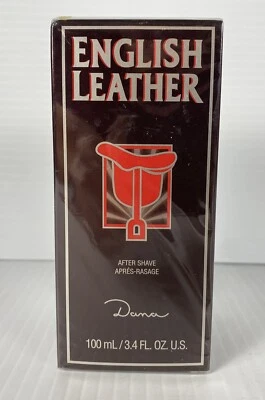 ENGLISH
LEATHER
AFTER SHAVE
APRÈS-RASAGE
Dana
100 mL / 3.4 FL. OZ. U.S.